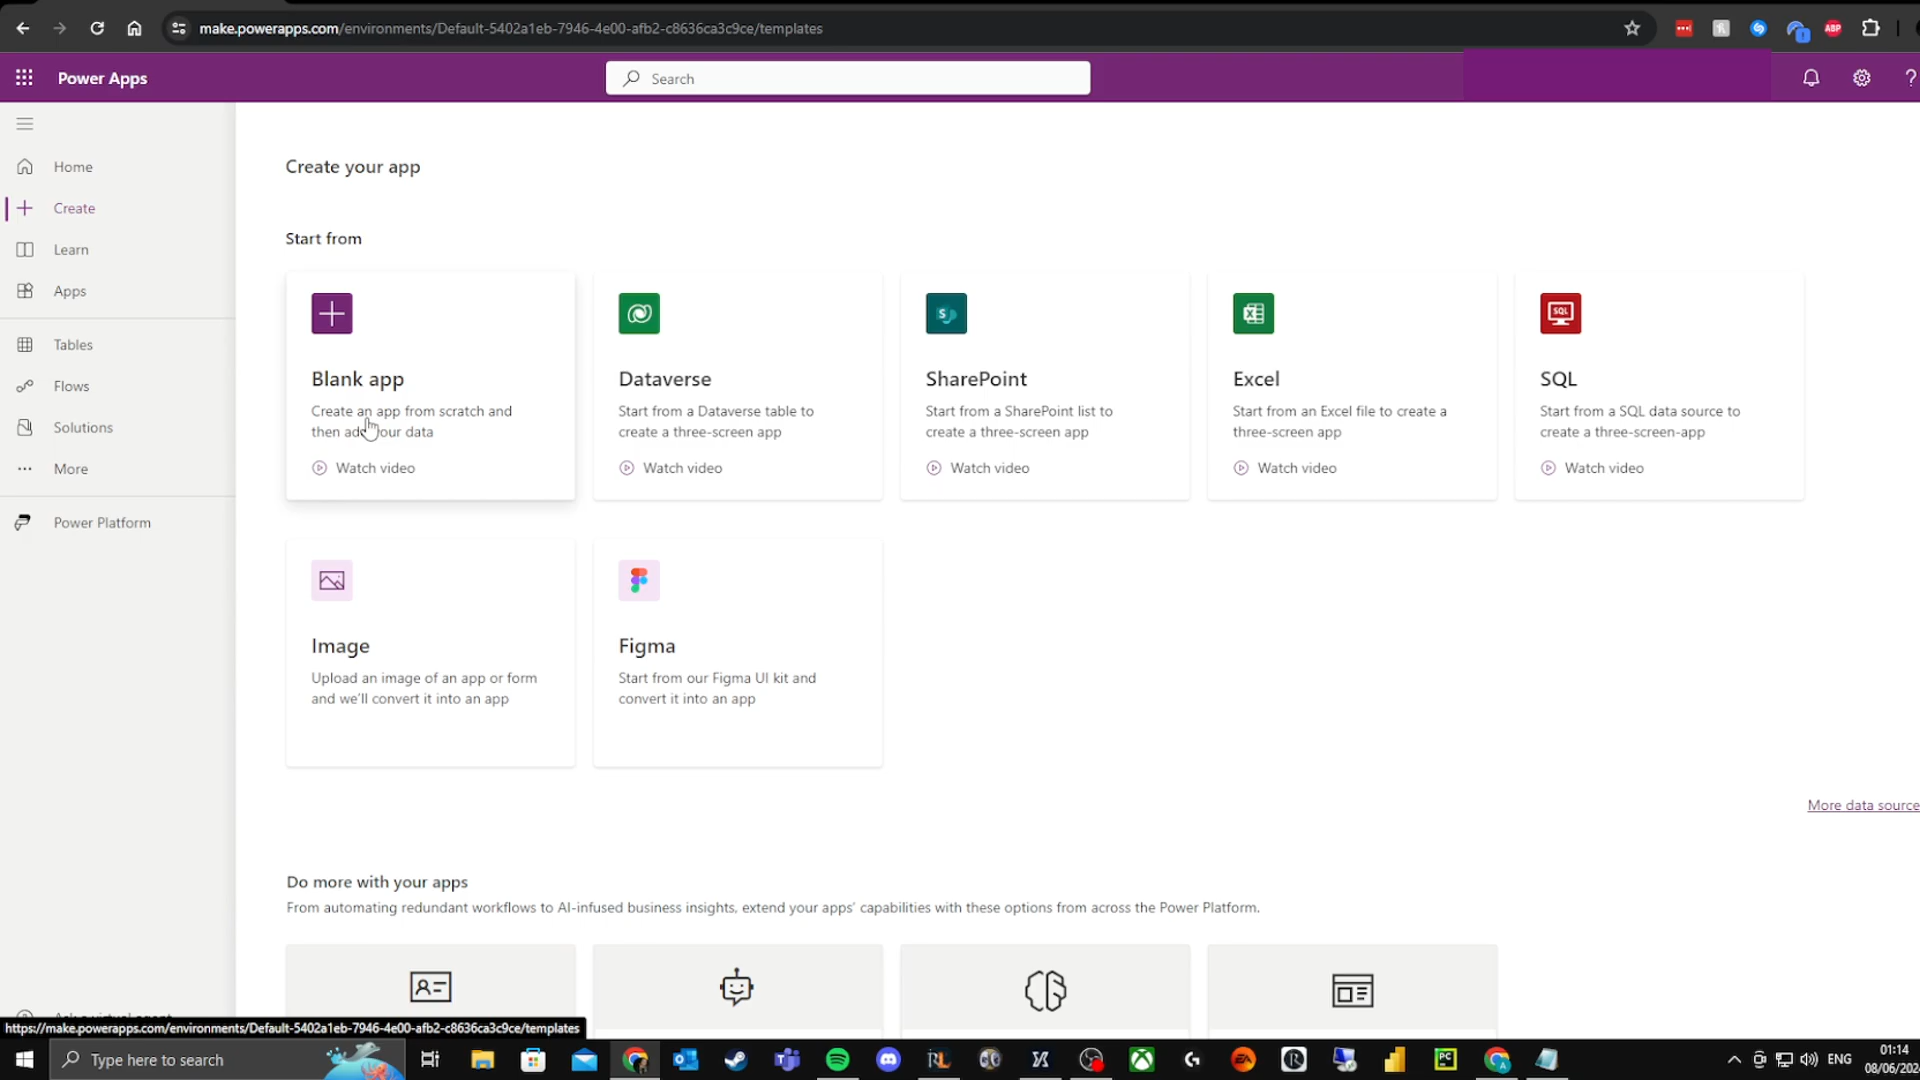 make.powerapps.com/environments/Default-5402a1eb-7946-4e00-afb2-c8636ca3c9ce/templates
ABP
Power Apps
Search
?
Home
Create
Learn
Apps
Tables
Flows
Solutions
More
Power Platform
Create your app
Start from
Blank app
Create an app from scratch and
then add your data
Watch video
Dataverse
Start from a Dataverse table to
create a three-screen app
Watch video
SharePoint
Start from a SharePoint list to
create a three-screen app
Watch video
Excel
Start from an Excel file to create a
three-screen app
Watch video
SQL
SQL
Start from a SQL data source to
create a three-screen-app
Watch video
Image
Upload an image of an app or form
and we'll convert it into an app
Figma
Start from our Figma UI kit and
convert it into an app
More data source
Do more with your apps
From automating redundant workflows to AI-infused business insights, extend your apps' capabilities with these options from across the Power Platform.
https://make.powerapps.com/environments/Default-5402a1eb-7946-4e00-afb2-c8636ca3c9ce/templates
Type here to search
RL
EA
PC
ENG
01:14
08/06/202